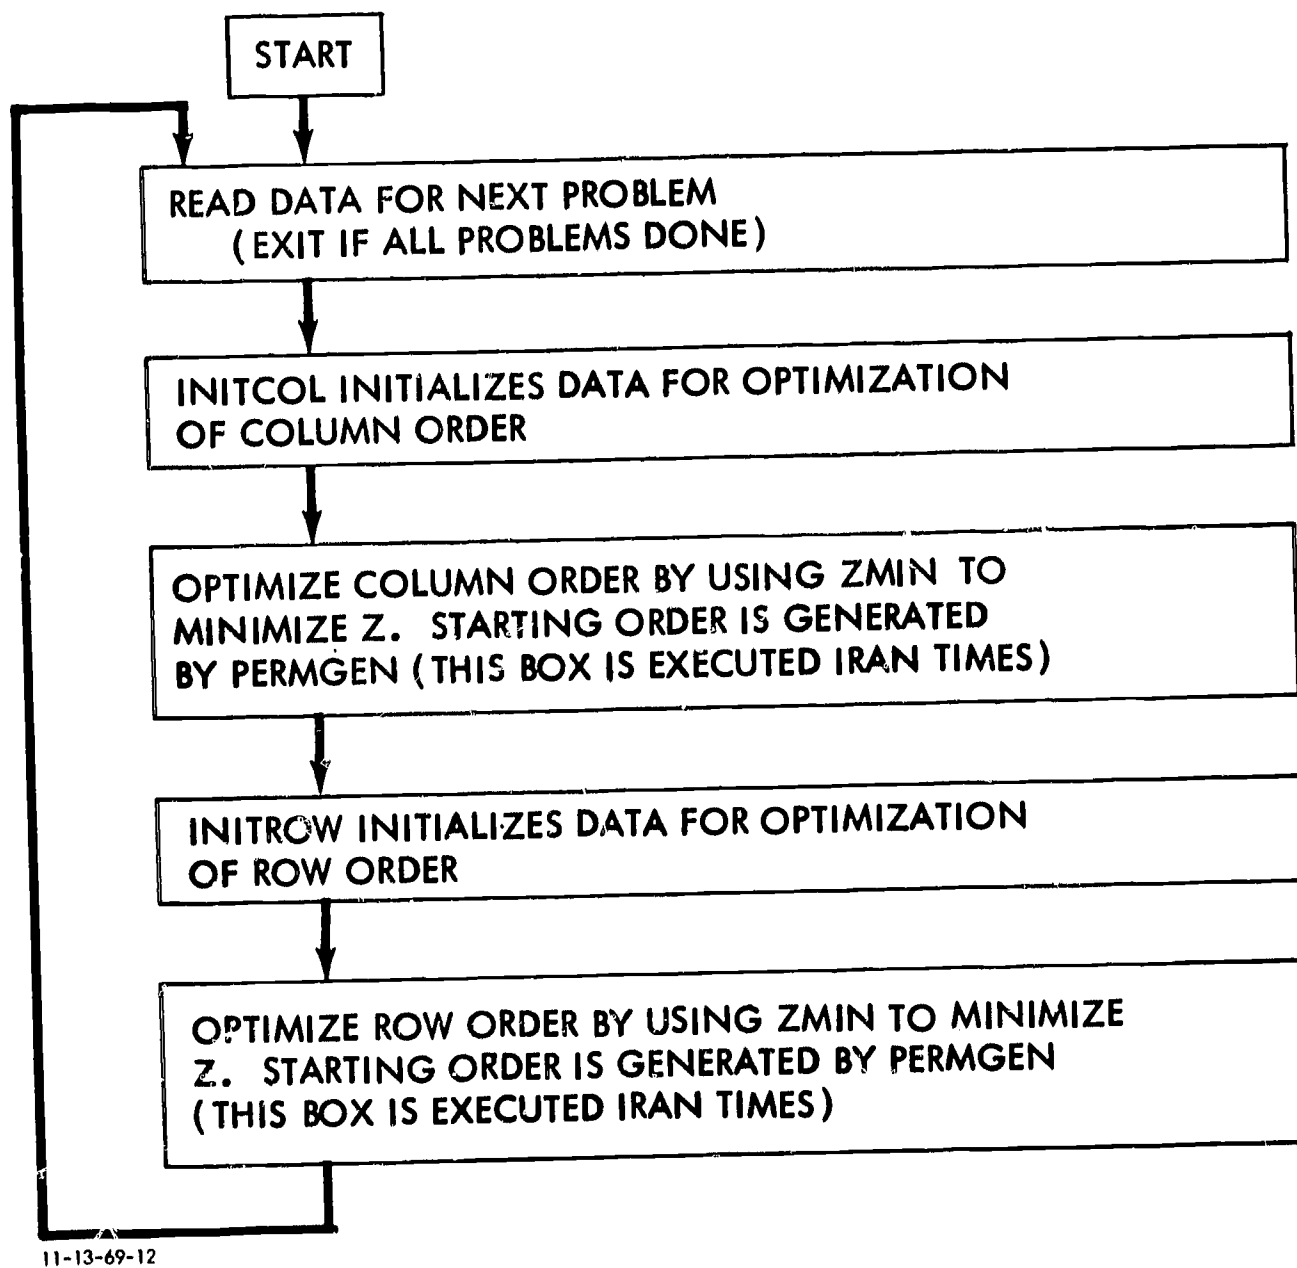 START
READ DATA FOR NEXT PROBLEM
(EXIT IF ALL PROBLEMS DONE)
INITCOL INITIALIZES DATA FOR OPTIMIZATION
OF COLUMN ORDER
OPTIMIZE COLUMN ORDER BY USING ZMIN TO
MINIMIZE Z. STARTING ORDER IS GENERATED
BY PERMGEN (THIS BOX IS EXECUTED IRAN TIMES)
INITROW INITIALIZES DATA FOR OPTIMIZATION
OF ROW ORDER
OPTIMIZE ROW ORDER BY USING ZMIN TO MINIMIZE
Z. STARTING ORDER IS GENERATED BY PERMGEN
(THIS BOX IS EXECUTED IRAN TIMES)
11-13-69-12